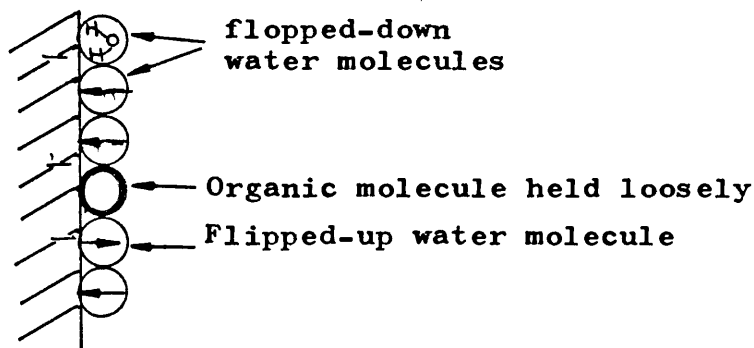 flopped-down
water molecules
H O
H
Organic molecule held loosely
Flipped-up water molecule